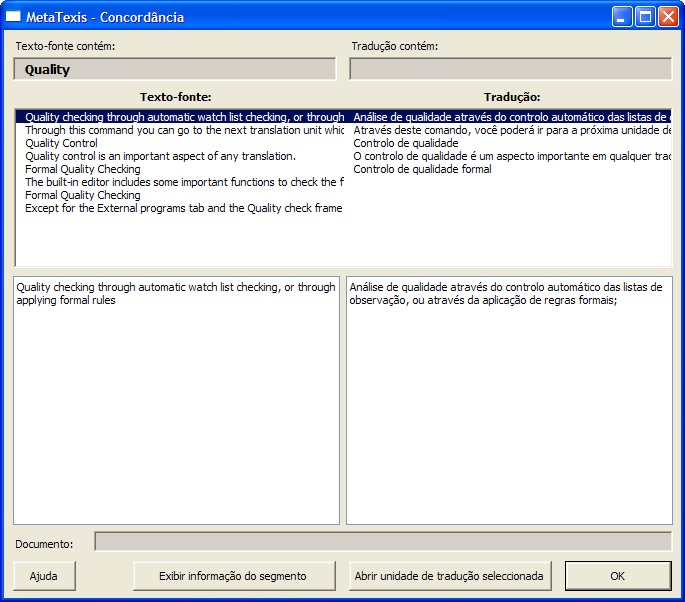 MetaTexis - Concordância
Texto-fonte contém:
Tradução contém:
Quality
Texto-fonte:
Tradução:
Quality checking through automatic watch list checking, or through
Análise de qualidade através do controlo automático das listas de
Through this command you can go to the next translation unit
Através deste comando, você poderá ir para a próxima unidade
Quality Control
Controlo de qualidade
Quality control is an important aspect of any translation.
O controlo de qualidade é um aspecto importante em qualquer
Formal Quality Checking
Controlo de qualidade formal
The built-in editor includes some important functions to check the
Formal Quality Checking
Except for the External programs tab and the Quality check frame
Quality checking through automatic watch list checking, or through
applying formal rules
Análise de qualidade através do controlo automático das listas de
observação, ou através da aplicação de regras formais;
Documento:
Ajuda
Exibir informação do segmento
Abrir unidade de tradução seleccionada
OK